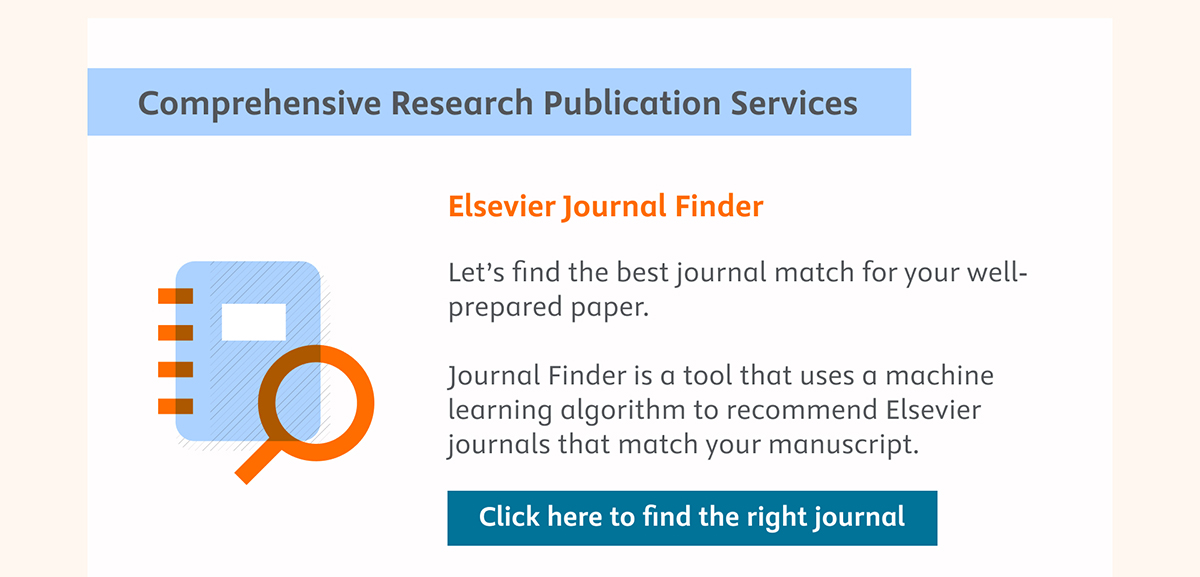 Comprehensive Research Publication Services
Elsevier Journal Finder
Let’s find the best journal match for your well-
prepared paper.
Journal Finder is a tool that uses a machine
learning algorithm to recommend Elsevier
journals that match your manuscript.
Click here to find the right journal